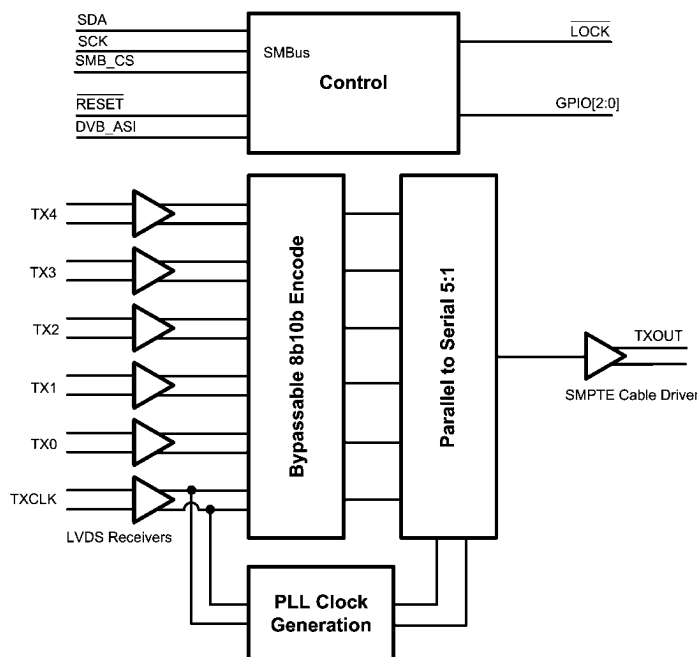 SDA
SCK
SMB_CS
RESET
DVB_ASI
SMBus
Control
LOCK
GPIO[2:0]
TX4
TX3
TX2
TX1
TX0
TXCLK
LVDS Receivers
Bypassable 8b10b Encode
Parallel to Serial 5:1
TXOUT
SMPTE Cable Driver
PLL Clock
Generation